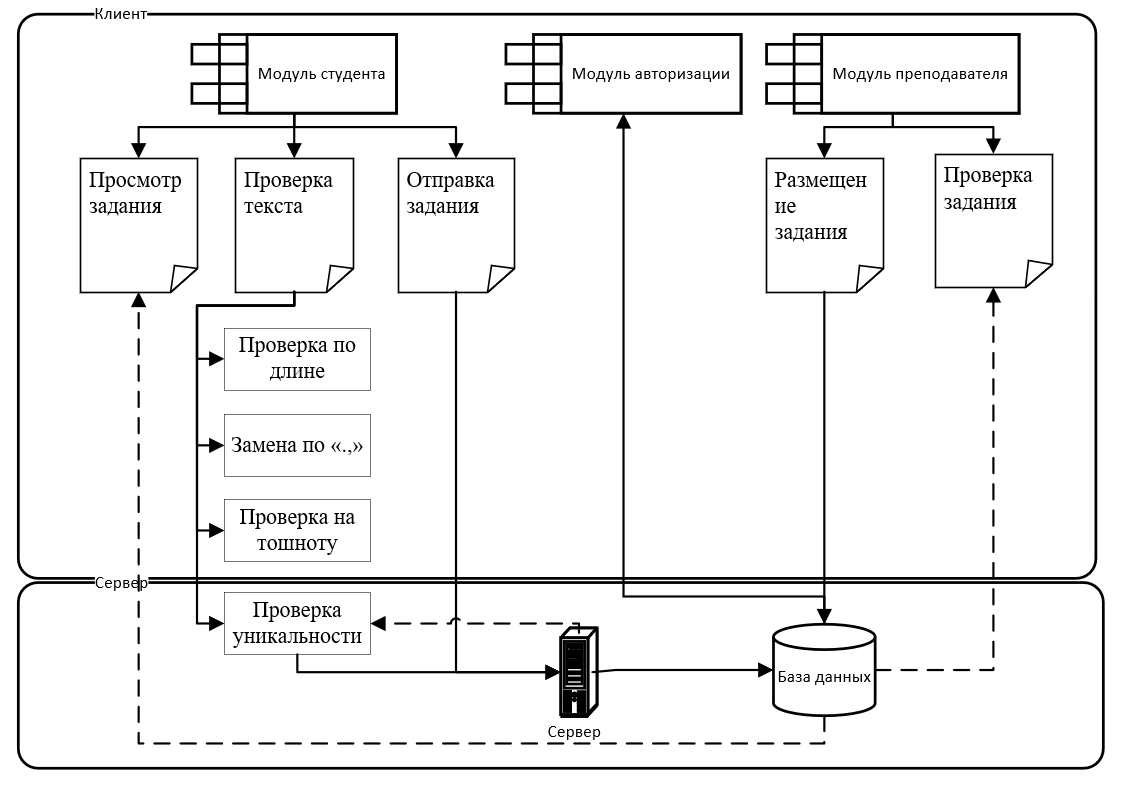 Клиент
Модуль студента
Модуль авторизации
Модуль преподавателя
Просмотр
задания
Проверка
текста
Отправка
задания
Размещен
ие
задания
Проверка
задания
Проверка по
длине
Замена по «.,»
Проверка на
тошноту
Сервер
Проверка
уникальности
Сервер
База данных